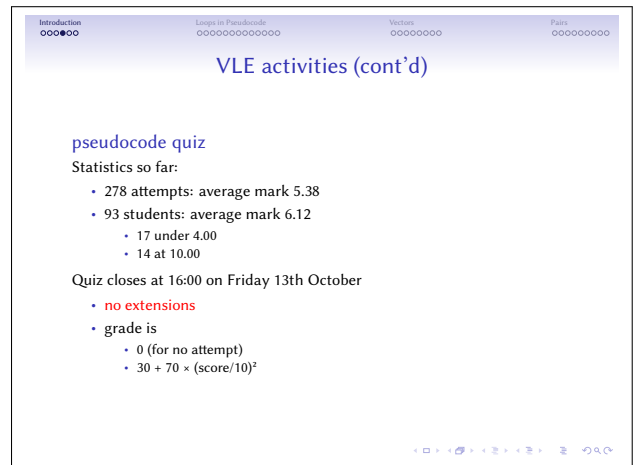 Introduction Loops in Pseudocode Vectors Pairs
VLE activities (cont'd)
pseudocode quiz
Statistics so far:
• 278 attempts: average mark 5.38
• 93 students: average mark 6.12
• 17 under 4.00
• 14 at 10.00
Quiz closes at 16:00 on Friday 13th October
• no extensions
• grade is
• 0 (for no attempt)
• 30 + 70 × (score/10)²